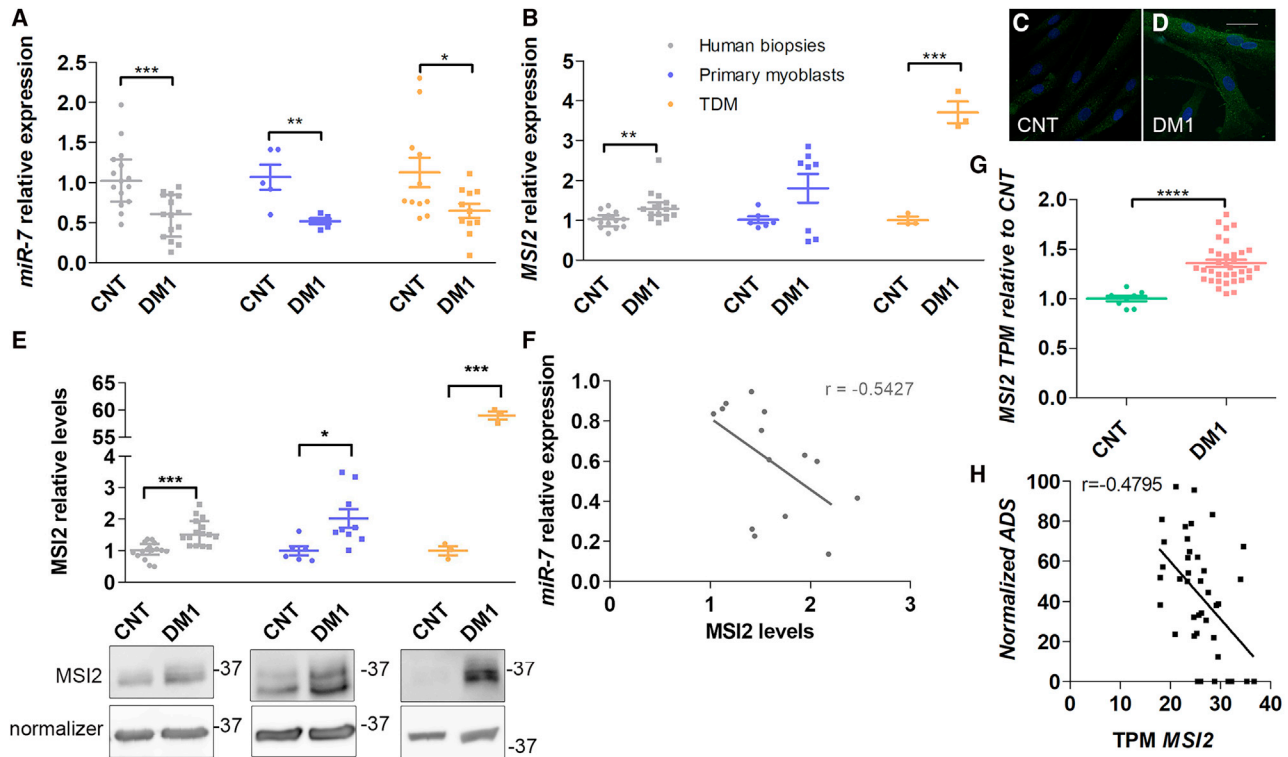 A
miR-7 relative expression
2.5
2.0
1.5
1.0
0.5
0.0
***
**
*
CNT
DM1
CNT
DM1
CNT
DM1
B
MSI2 relative expression
5
4
3
2
1
0
Human biopsies
Primary myoblasts
TDM
**
***
CNT
DM1
CNT
DM1
CNT
DM1
C
CNT
D
DM1
E
MSI2 relative levels
65
60
55
4
3
2
1
0
***
*
***
CNT
DM1
CNT
DM1
CNT
DM1
MSI2
-37
-37
-37
normalizer
-37
-37
-37
F
miR-7 relative expression
1.0
0.8
0.6
0.4
0.2
0.0
r = -0.5427
0
1
2
3
MSI2 levels
G
MSI2 TPM relative to CNT
2.0
1.5
1.0
0.5
0.0
****
CNT
DM1
H
Normalized ADS
100
80
60
40
20
0
r=-0.4795
0
10
20
30
40
TPM MSI2